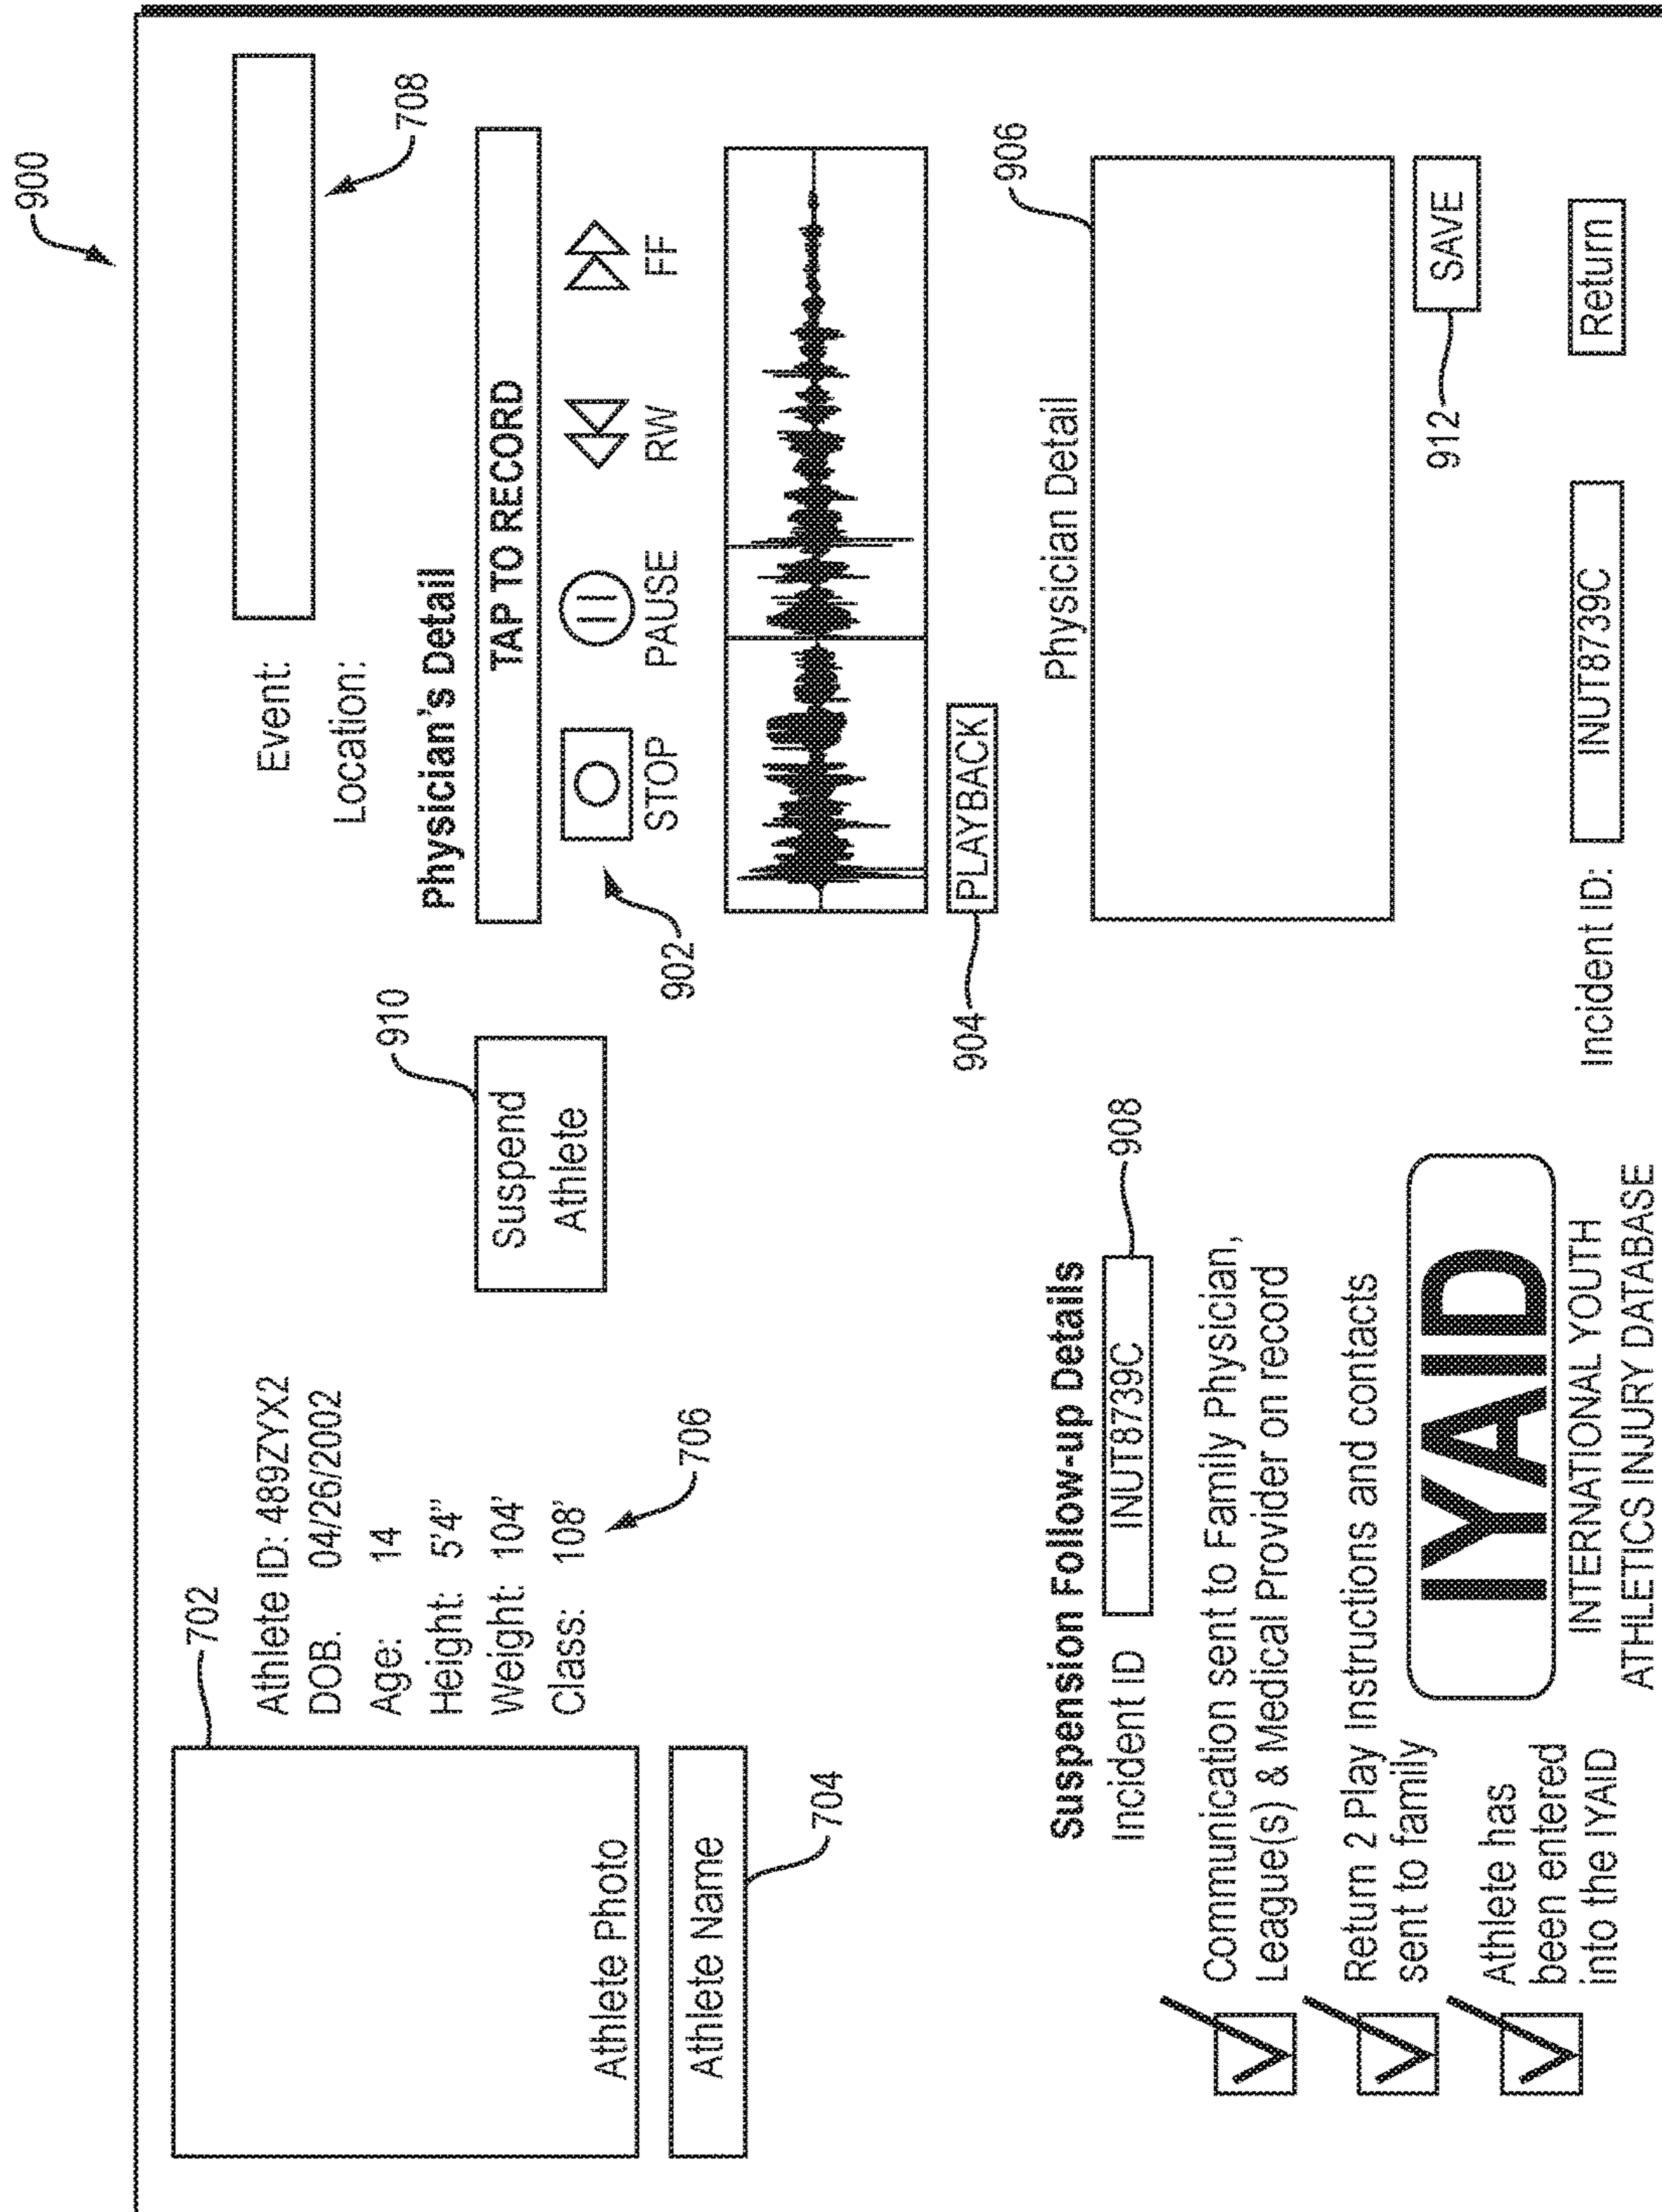 900
702
Athlete Photo
Athlete Name
704
Athlete ID: 489ZYX2
DOB. 04/26/2002
Age: 14
Height: 5'4"
Weight: 104'
Class: 108'
706
Suspend
Athlete
910
Event:
708
Location:
Physician's Detail
TAP TO RECORD
STOP PAUSE RW FF
902
PLAYBACK
904
Physician Detail
906
SAVE
912
Suspension Follow-up Details
Incident ID INUT8739C
908
Communication sent to Family Physician,
League(s) & Medical Provider on record
Return 2 Play Instructions and contacts
sent to family
Athlete has
been entered
into the IYAID
IYAID
INTERNATIONAL YOUTH
ATHLETICS INJURY DATABASE
Incident ID: INUT8739C Return